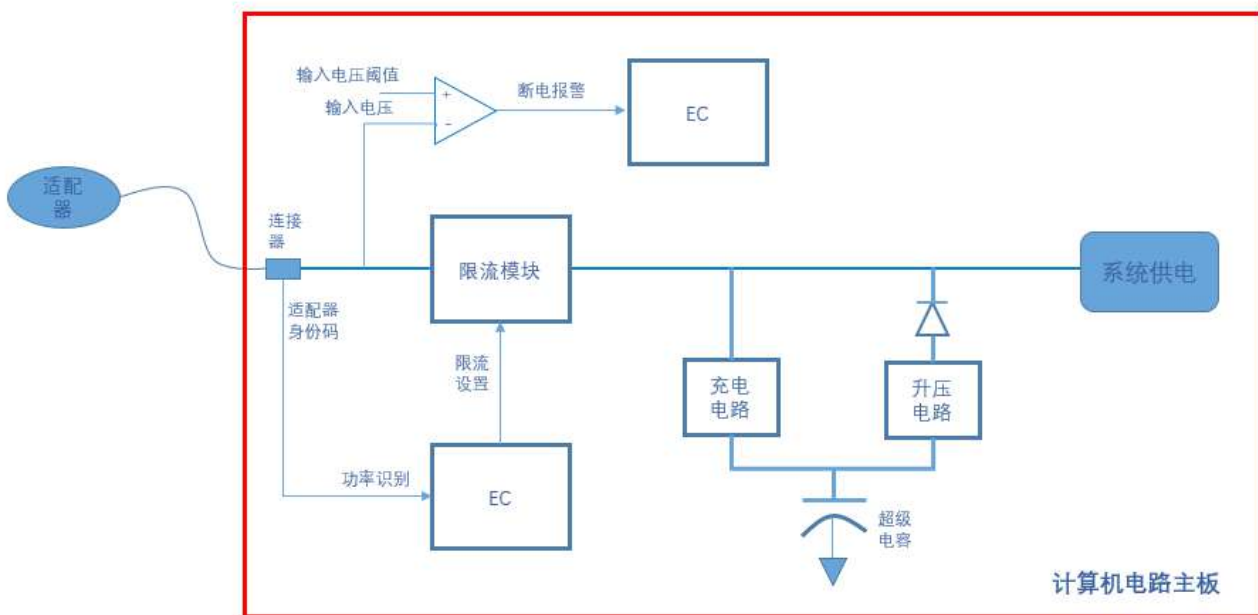 输入电压阈值
输入电压
+
-
断电报警
EC
适配
器
连接
器
限流模块
系统供电
适配器
身份码
限流
设置
充电
电路
升压
电路
功率识别
EC
超级
电容
计算机电路主板